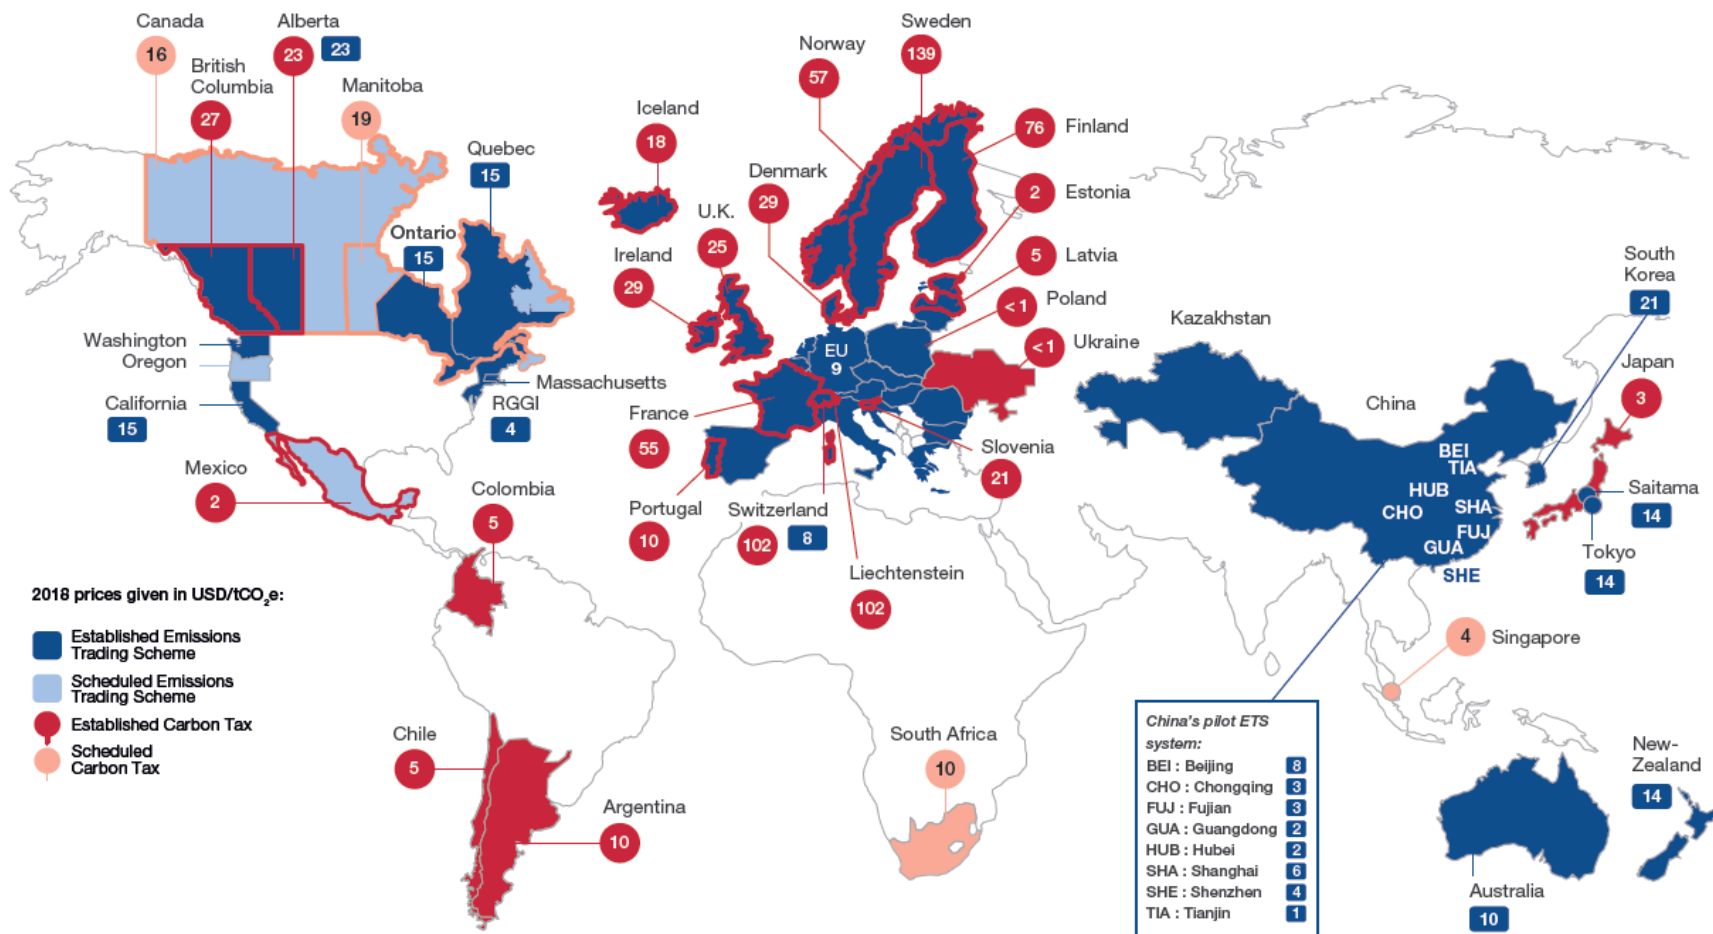 Canada
16
Alberta
23
23
British
Columbia
27
Manitoba
19
Quebec
15
Ontario
15
Washington
Oregon
California
15
Massachusetts
RGGI
4
Mexico
2
Colombia
5
Chile
5
Argentina
10
Iceland
18
Ireland
29
U.K.
25
Denmark
29
Norway
57
Sweden
139
76
Finland
2
Estonia
5
Latvia
<1
Poland
<1
Ukraine
EU
9
France
55
Portugal
10
Switzerland
102
8
Liechtenstein
102
Slovenia
21
South Africa
10
Kazakhstan
China
BEI
TIA
HUB
CHO
SHA
FUJ
GUA
SHE
South
Korea
21
Japan
3
Saitama
14
Tokyo
14
4
Singapore
New-
Zealand
14
Australia
10
2018 prices given in USD/tCO₂e:
Established Emissions
Trading Scheme
Scheduled Emissions
Trading Scheme
Established Carbon Tax
Scheduled
Carbon Tax
China's pilot ETS
system:
BEI : Beijing 8
CHO : Chongqing 3
FUJ : Fujian 3
GUA : Guangdong 2
HUB : Hubei 2
SHA : Shanghai 6
SHE : Shenzhen 4
TIA : Tianjin 1